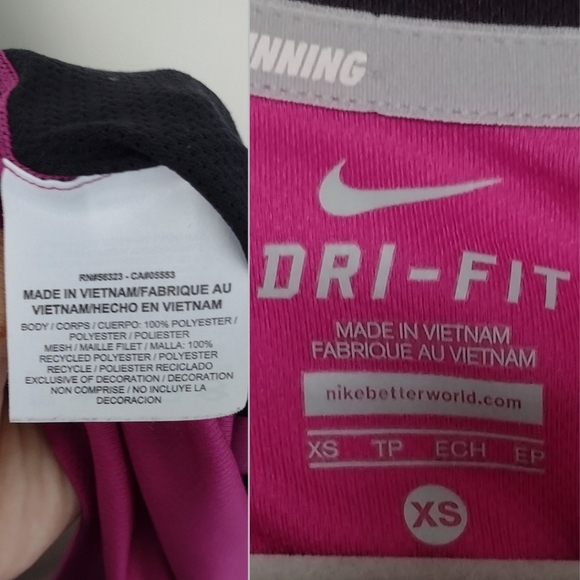 RN#56323 - CA#05553
MADE IN VIETNAM/FABRIQUE AU
VIETNAM/HECHO EN VIETNAM
BODY / CORPS / CUERPO: 100% POLYESTER /
POLYESTER / POLIESTER
MESH / MAILLE FILET / MALLA: 100%
RECYCLED POLYESTER / POLYESTER
RECYCLE / POLIESTER RECICLADO
EXCLUSIVE OF DECORATION / DECORATION
NON COMPRISE / NO INCLUYE LA
DECORACION
NNING
DRI-FIT
MADE IN VIETNAM
FABRIQUE AU VIETNAM
nikebetterworld.com
XS TP ECH EP
XS